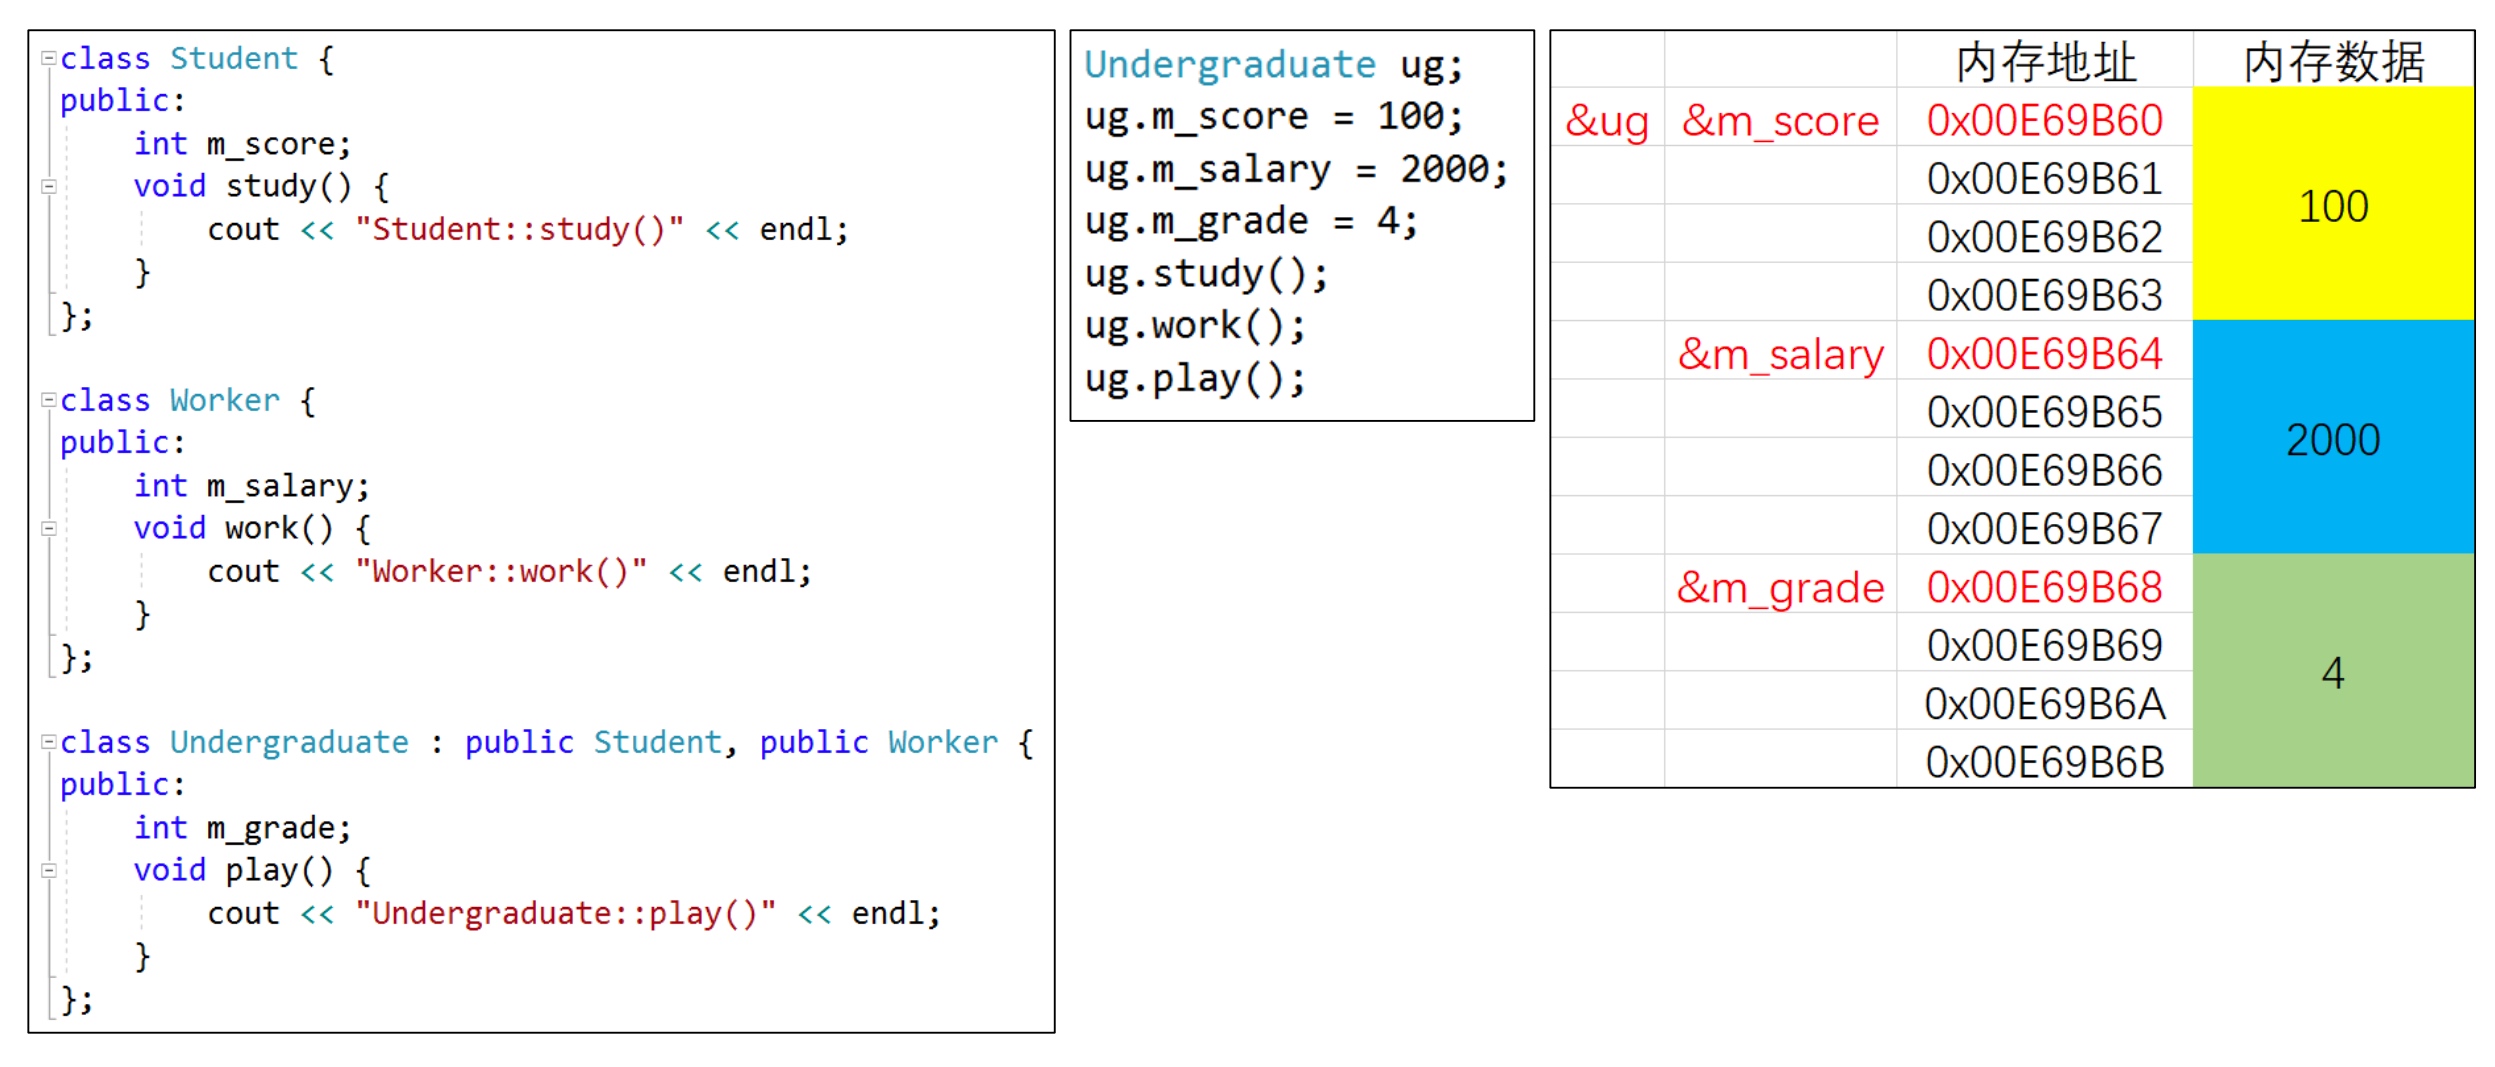 class Student {
public:
    int m_score;
    void study() {
        cout << "Student::study()" << endl;
    }
};

class Worker {
public:
    int m_salary;
    void work() {
        cout << "Worker::work()" << endl;
    }
};

class Undergraduate : public Student, public Worker {
public:
    int m_grade;
    void play() {
        cout << "Undergraduate::play()" << endl;
    }
};

Undergraduate ug;
ug.m_score = 100;
ug.m_salary = 2000;
ug.m_grade = 4;
ug.study();
ug.work();
ug.play();

内存地址 内存数据
&ug &m_score 0x00E69B60
0x00E69B61
100
0x00E69B62
0x00E69B63
&m_salary 0x00E69B64
0x00E69B65
2000
0x00E69B66
0x00E69B67
&m_grade 0x00E69B68
0x00E69B69
4
0x00E69B6A
0x00E69B6B